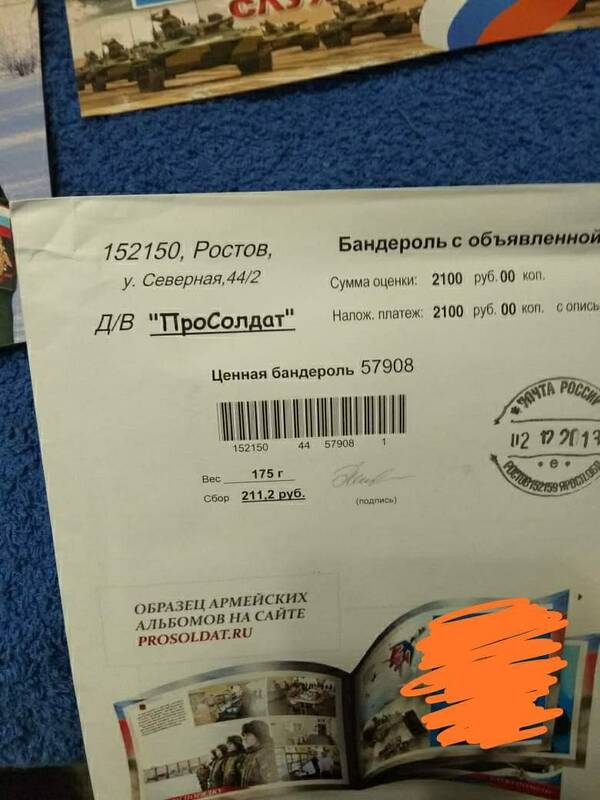 152150, Ростов,
у. Северная,44/2
Д/В "ПроСолдат"
Бандероль с объявленной
Сумма оценки: 2100 руб. 00 коп.
Налож. платеж: 2100 руб. 00 коп. с опись
Ценная бандероль 57908
152150 44 57908 1
Вес 175 г
Сбор 211,2 руб.
(подпись)
ПОЧТА РОССИИ
ОБРАЗЕЦ АРМЕЙСКИХ
АЛЬБОМОВ НА САЙТЕ
PROSOLDAT.RU